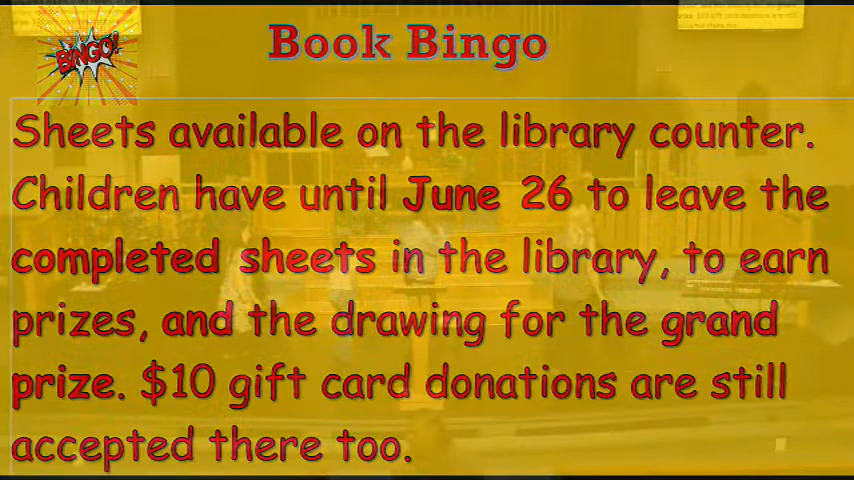 BINGO!
Book Bingo
Sheets available on the library counter.
Children have until June 26 to leave the
completed sheets in the library, to earn
prizes, and the drawing for the grand
prize. $10 gift card donations are still
accepted there too.